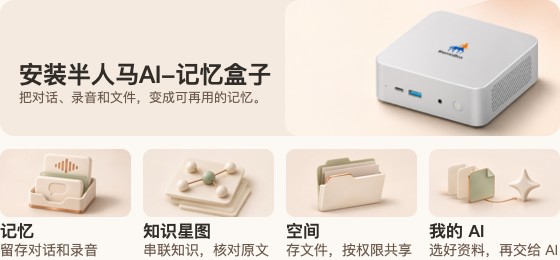 安装半人马AI-记忆盒子
把对话、录音和文件，变成可再用的记忆。
记忆
留存对话和录音
知识星图
串联知识，核对原文
空间
存文件，按权限共享
我的 AI
选好资料，再交给 AI